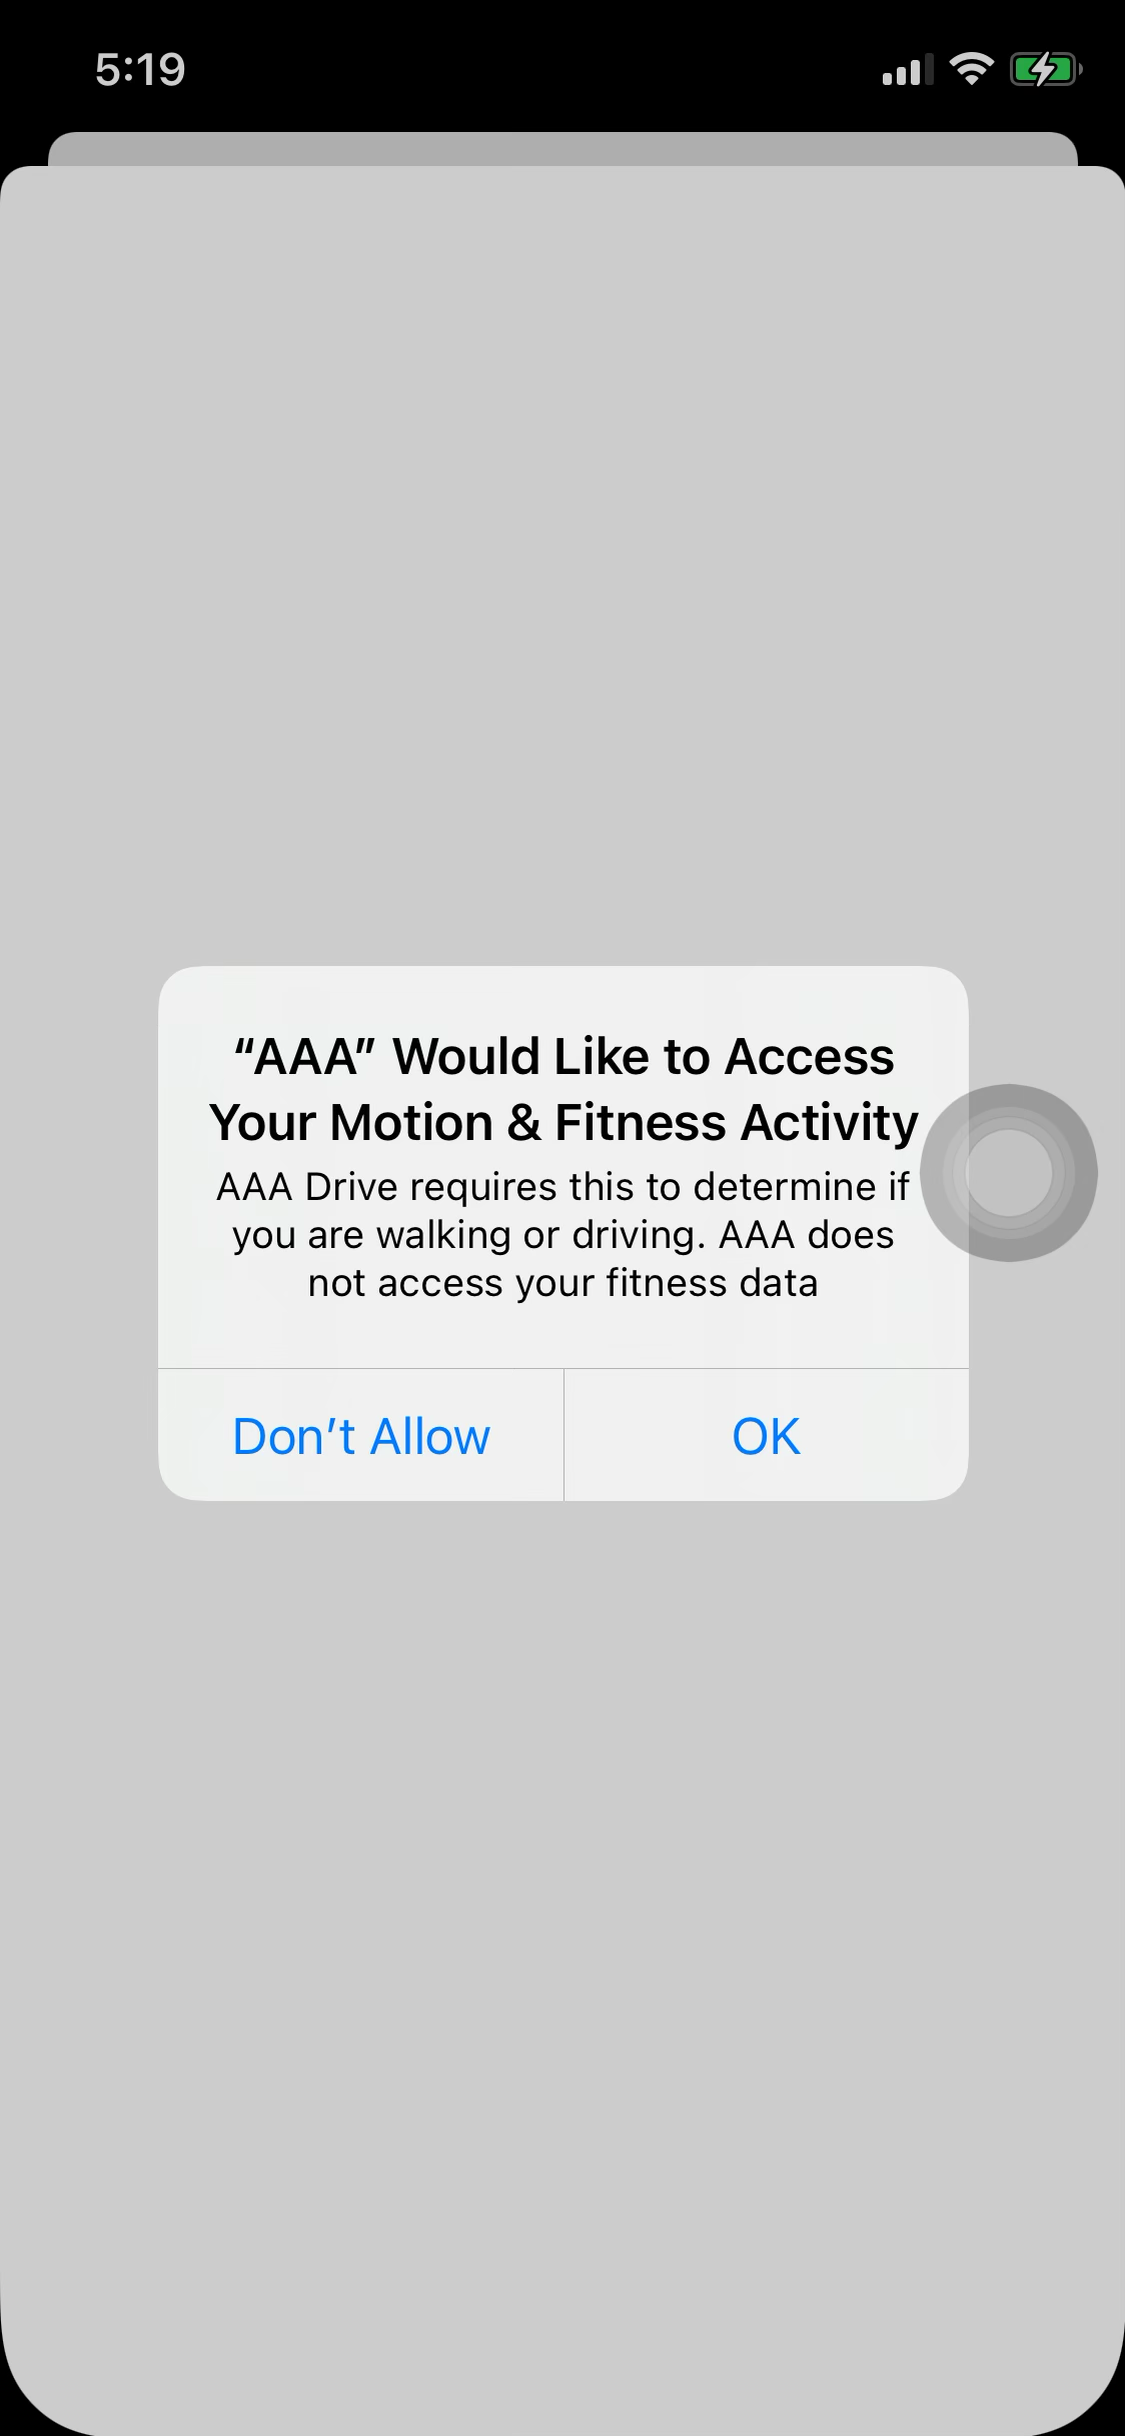 5:19
“AAA” Would Like to Access
Your Motion & Fitness Activity
AAA Drive requires this to determine if
you are walking or driving. AAA does
not access your fitness data
Don’t Allow
OK